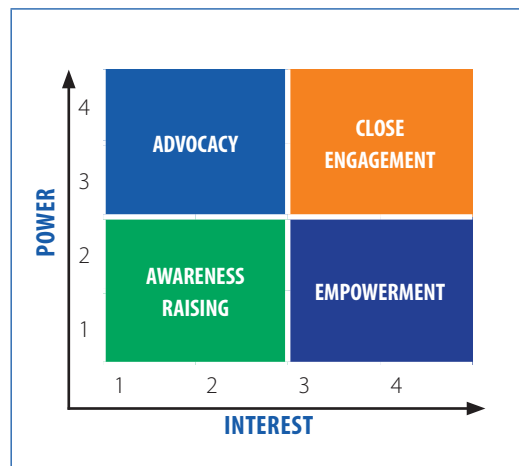 4
ADVOCACY
CLOSE
ENGAGEMENT
3
POWER
2
AWARENESS
RAISING
EMPOWERMENT
1
1 2 3 4
INTEREST